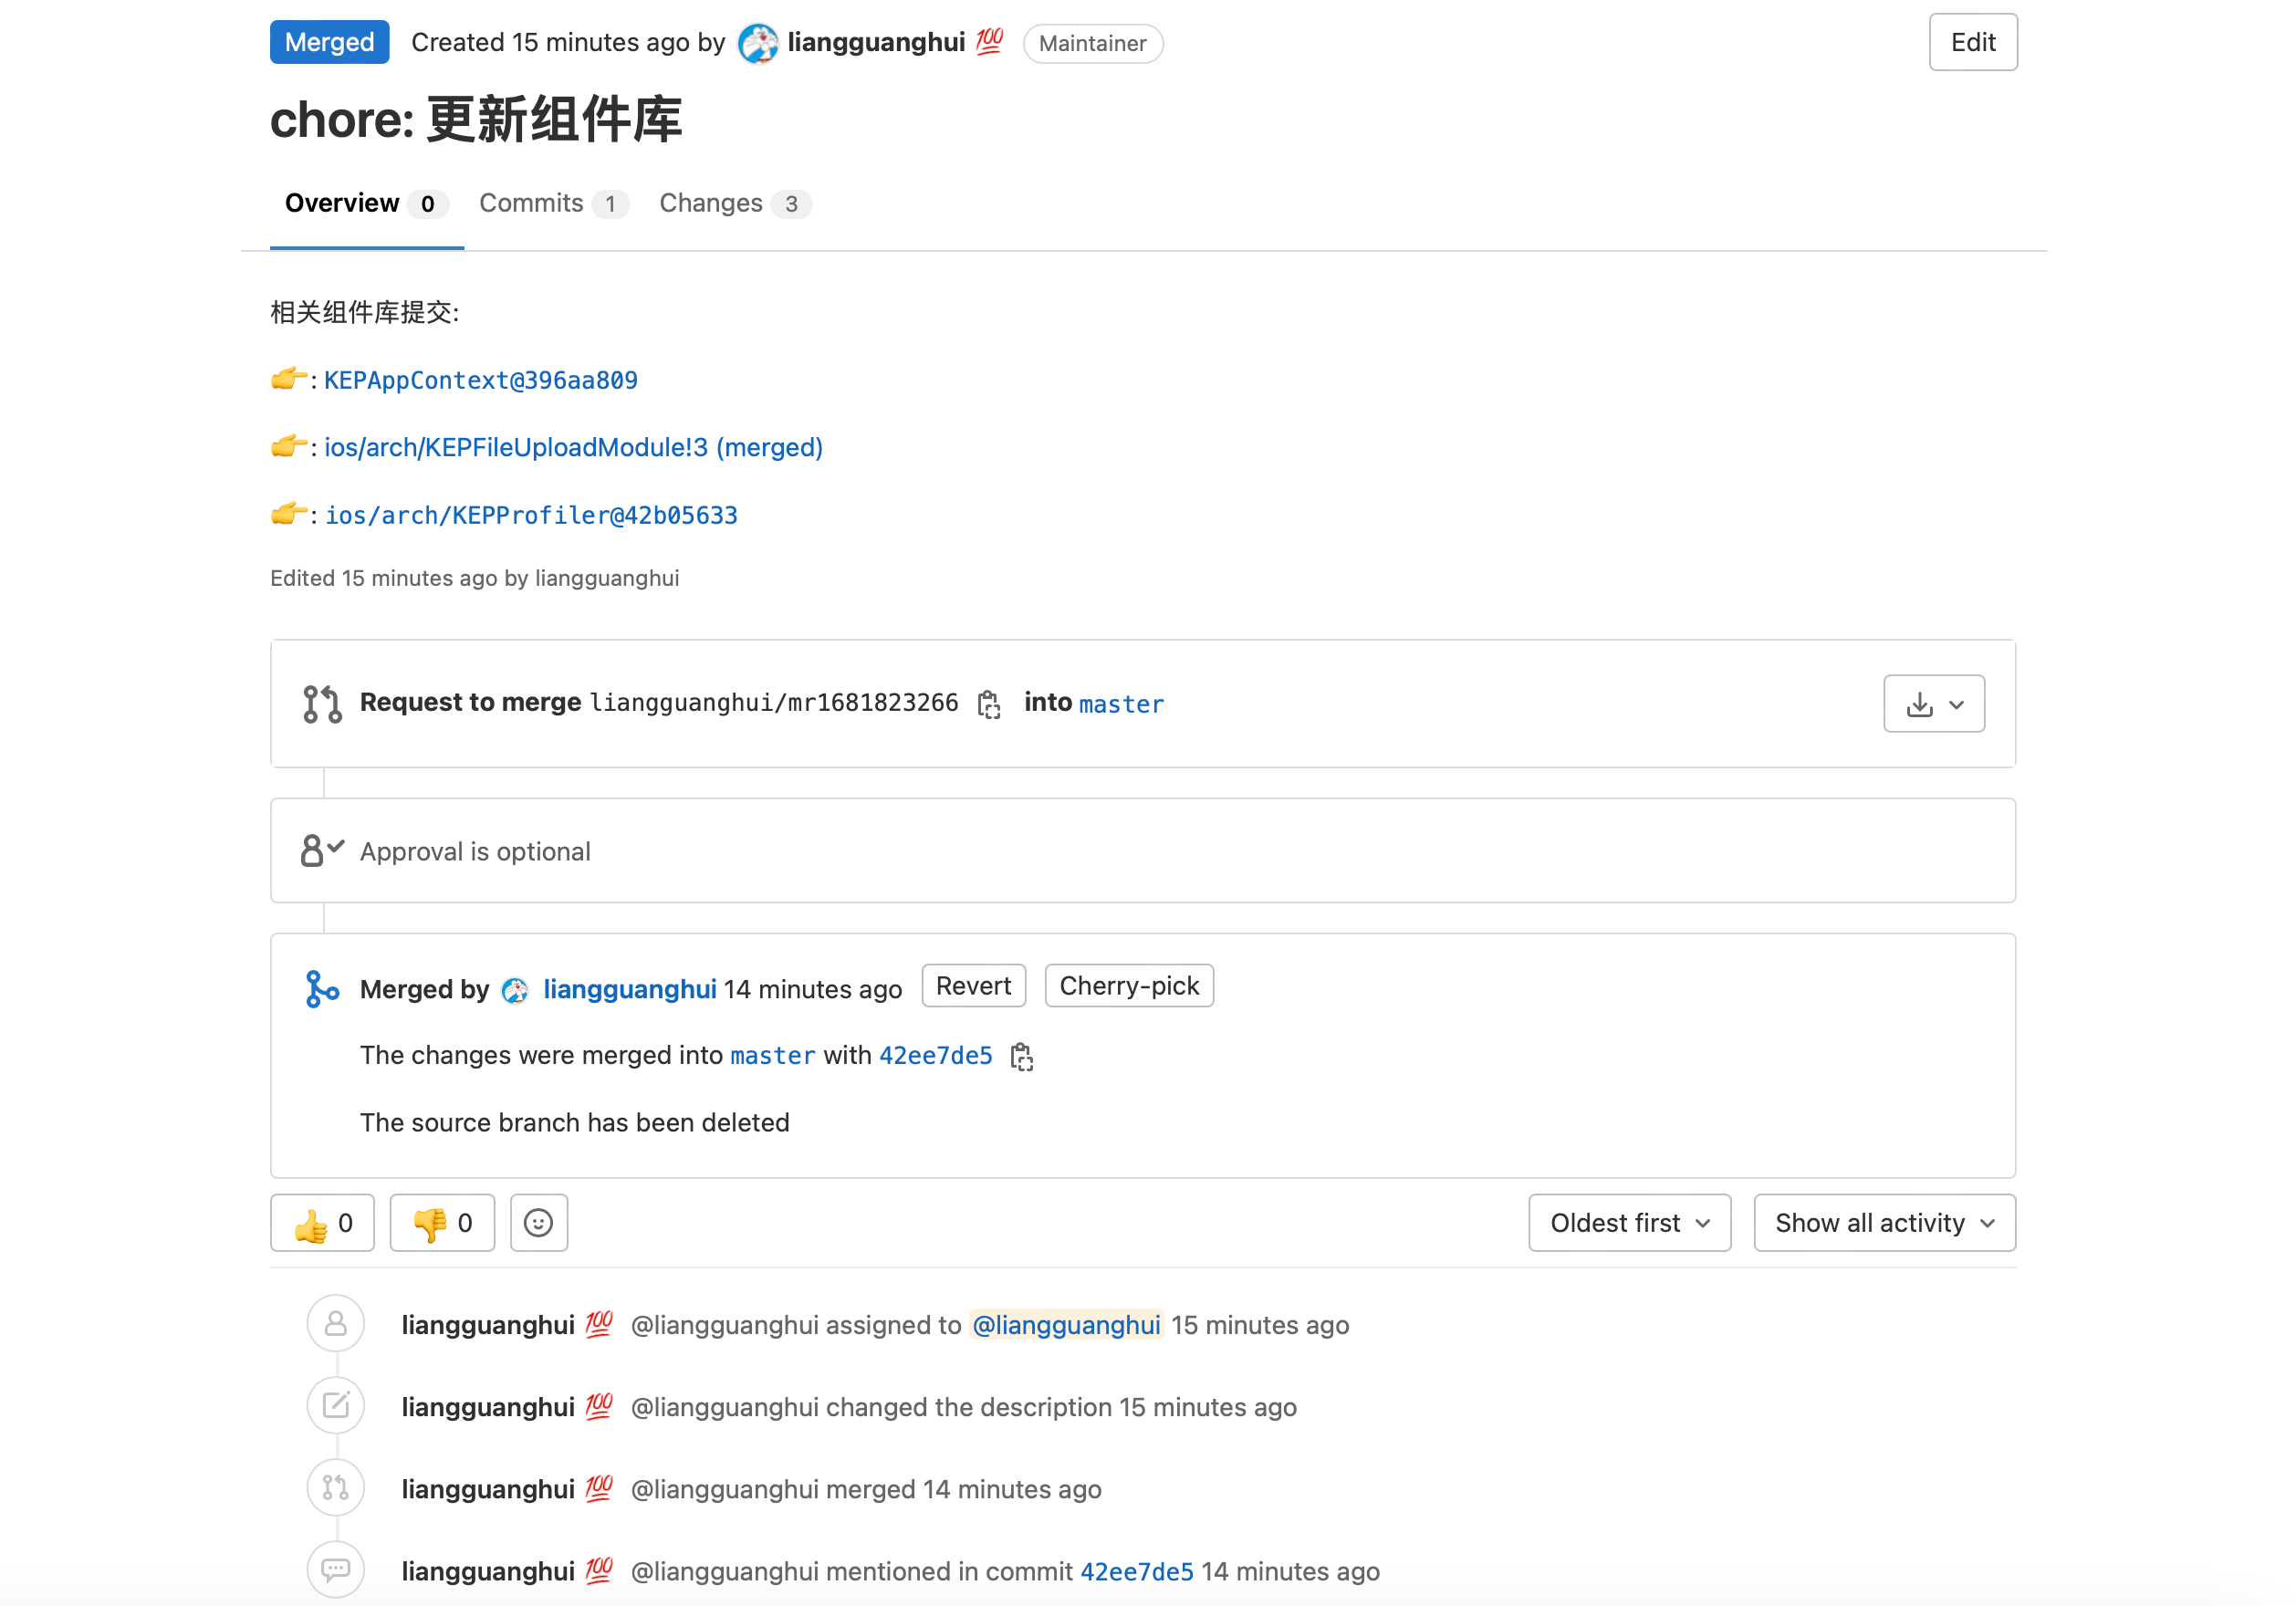 Merged Created 15 minutes ago by liangguanghui 💯 Maintainer Edit
chore: 更新组件库
Overview 0 Commits 1 Changes 3
相关组件库提交:
👉: KEPAppContext@396aa809
👉: ios/arch/KEPFileUploadModule!3 (merged)
👉: ios/arch/KEPProfiler@42b05633
Edited 15 minutes ago by liangguanghui
Request to merge liangguanghui/mr1681823266 into master
Approval is optional
Merged by liangguanghui 14 minutes ago Revert Cherry-pick
The changes were merged into master with 42ee7de5
The source branch has been deleted
👍 0 👎 0 Oldest first Show all activity
liangguanghui 💯 @liangguanghui assigned to @liangguanghui 15 minutes ago
liangguanghui 💯 @liangguanghui changed the description 15 minutes ago
liangguanghui 💯 @liangguanghui merged 14 minutes ago
liangguanghui 💯 @liangguanghui mentioned in commit 42ee7de5 14 minutes ago